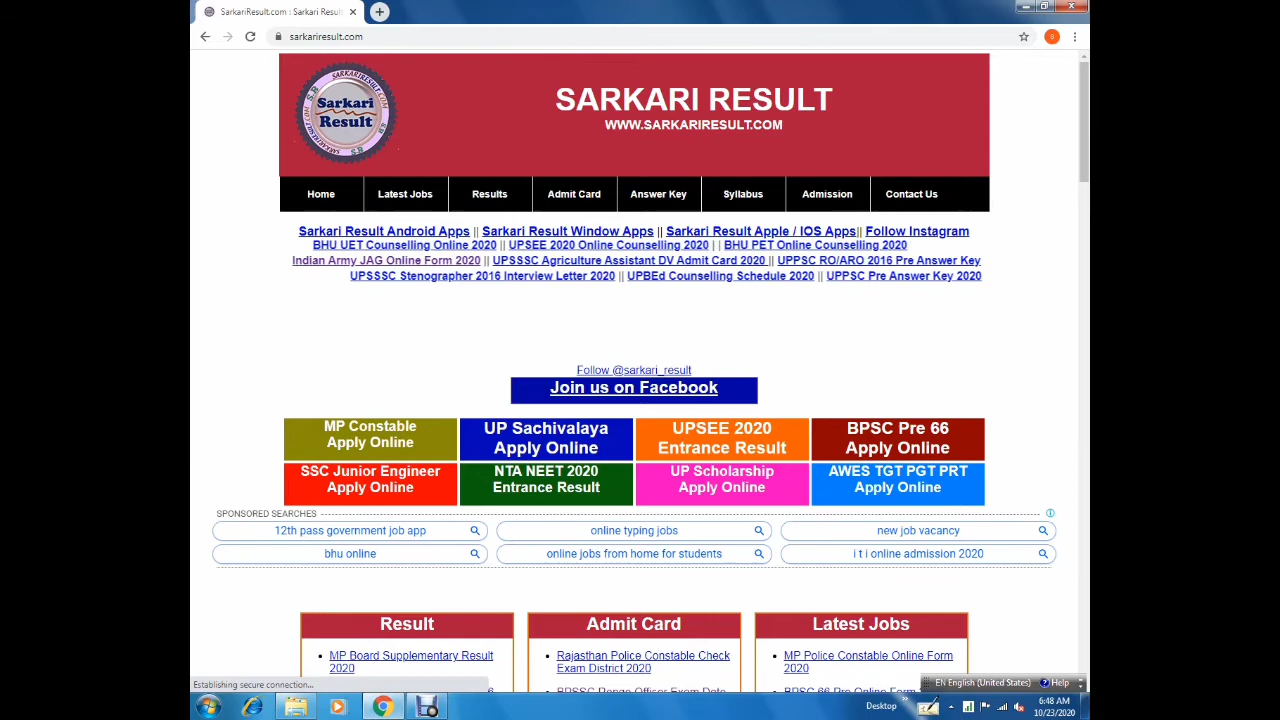 SarkariResult.com : Sarkari Result
sarkariresult.com
S
SARKARIRESULT.COM
S.B
Sarkari
Result
SARKARI RESULT
WWW.SARKARIRESULT.COM
Home Latest Jobs Results Admit Card Answer Key Syllabus Admission Contact Us
Sarkari Result Android Apps || Sarkari Result Window Apps || Sarkari Result Apple / IOS Apps|| Follow Instagram
BHU UET Counselling Online 2020 || UPSEE 2020 Online Counselling 2020 | | BHU PET Online Counselling 2020
Indian Army JAG Online Form 2020 || UPSSSC Agriculture Assistant DV Admit Card 2020 || UPPSC RO/ARO 2016 Pre Answer Key
UPSSSC Stenographer 2016 Interview Letter 2020 || UPBEd Counselling Schedule 2020 || UPPSC Pre Answer Key 2020
Follow @sarkari_result
Join us on Facebook
MP Constable
Apply Online
UP Sachivalaya
Apply Online
UPSEE 2020
Entrance Result
BPSC Pre 66
Apply Online
SSC Junior Engineer
Apply Online
NTA NEET 2020
Entrance Result
UP Scholarship
Apply Online
AWES TGT PGT PRT
Apply Online
SPONSORED SEARCHES
12th pass government job app
online typing jobs
new job vacancy
bhu online
online jobs from home for students
i t i online admission 2020
Result
MP Board Supplementary Result
2020
Admit Card
Rajasthan Police Constable Check
Exam District 2020
Latest Jobs
MP Police Constable Online Form
2020
Establishing secure connection...
EN English (United States) Help
Desktop
6:48 AM
10/23/2020